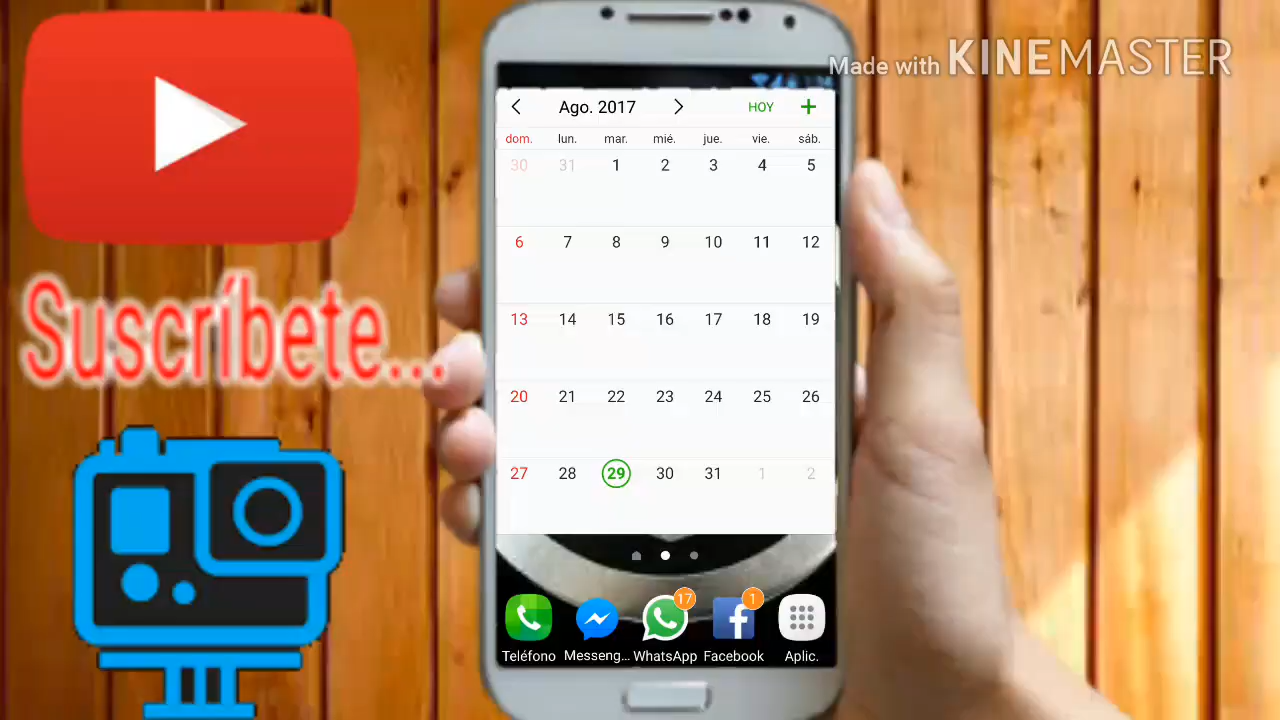 Made with KINEMASTER
Ago. 2017 HOY +
dom. lun. mar. mié. jue. vie. sáb.
30 31 1 2 3 4 5
6 7 8 9 10 11 12
13 14 15 16 17 18 19
20 21 22 23 24 25 26
27 28 29 30 31 1 2
Suscríbete...
17 1
Teléfono Messeng... WhatsApp Facebook Aplic.